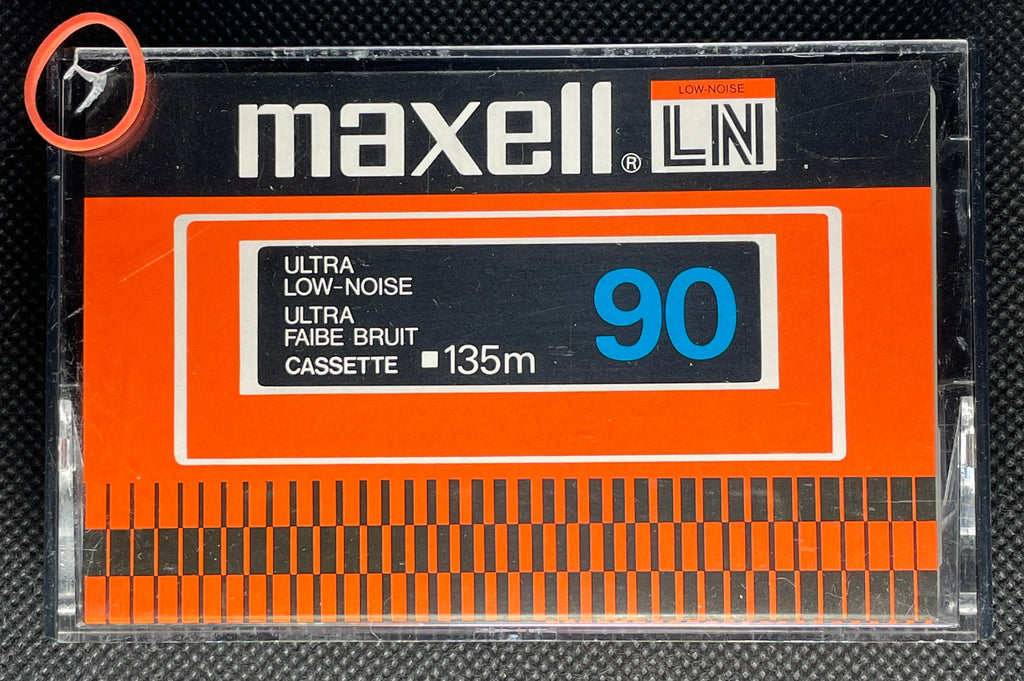 maxell®
LOW-NOISE
LN
ULTRA
LOW-NOISE
ULTRA
FAIBE BRUIT
CASSETTE ■135m
90